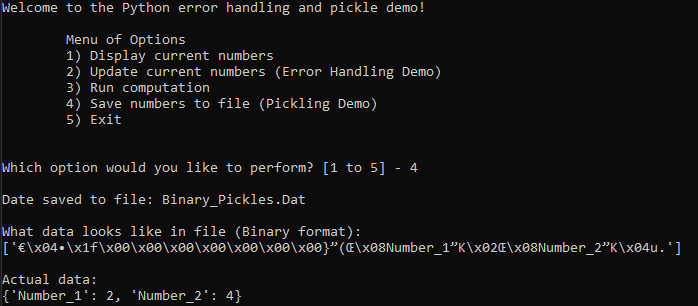 Welcome to the Python error handling and pickle demo!
Menu of Options
1) Display current numbers
2) Update current numbers (Error Handling Demo)
3) Run computation
4) Save numbers to file (Pickling Demo)
5) Exit
Which option would you like to perform? [1 to 5] - 4
Date saved to file: Binary_Pickles.Dat
What data looks like in file (Binary format):
['€\x04•\x1f\x00\x00\x00\x00\x00\x00\x00}”(Œ\x08Number_1”K\x02Œ\x08Number_2”K\x04u.']
Actual data:
{'Number_1': 2, 'Number_2': 4}